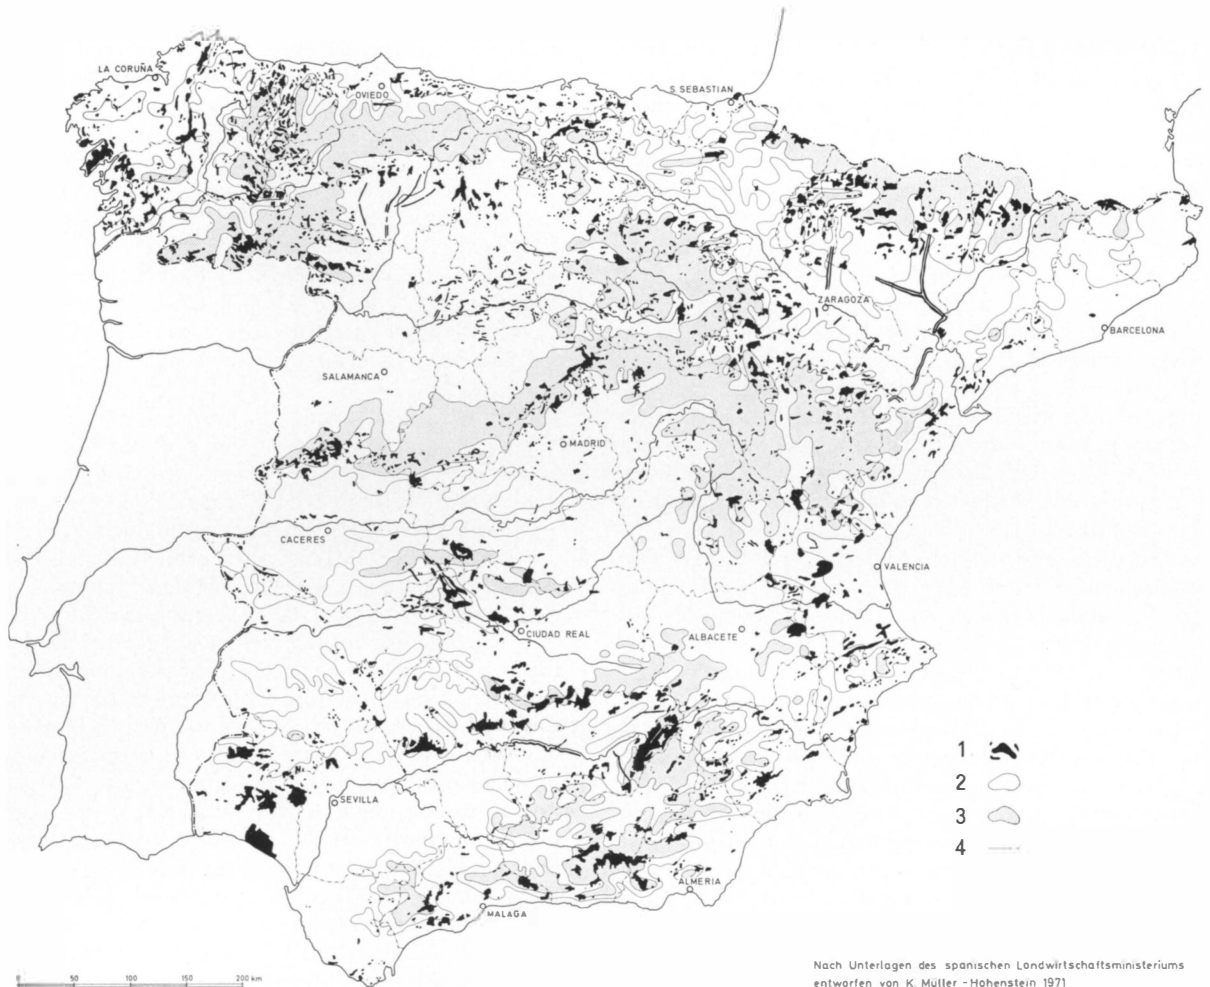 LA CORUÑA
OVIEDO
S. SEBASTIAN
ZARAGOZA
BARCELONA
SALAMANCA
MADRID
CACERES
VALENCIA
CIUDAD REAL
ALBACETE
1
2
3
4
SEVILLA
ALMERIA
MALAGA
0 50 100 150 200 km
Nach Unterlagen des spanischen Landwirtschaftsministeriums
entworfen von K. Müller - Hohenstein 1971